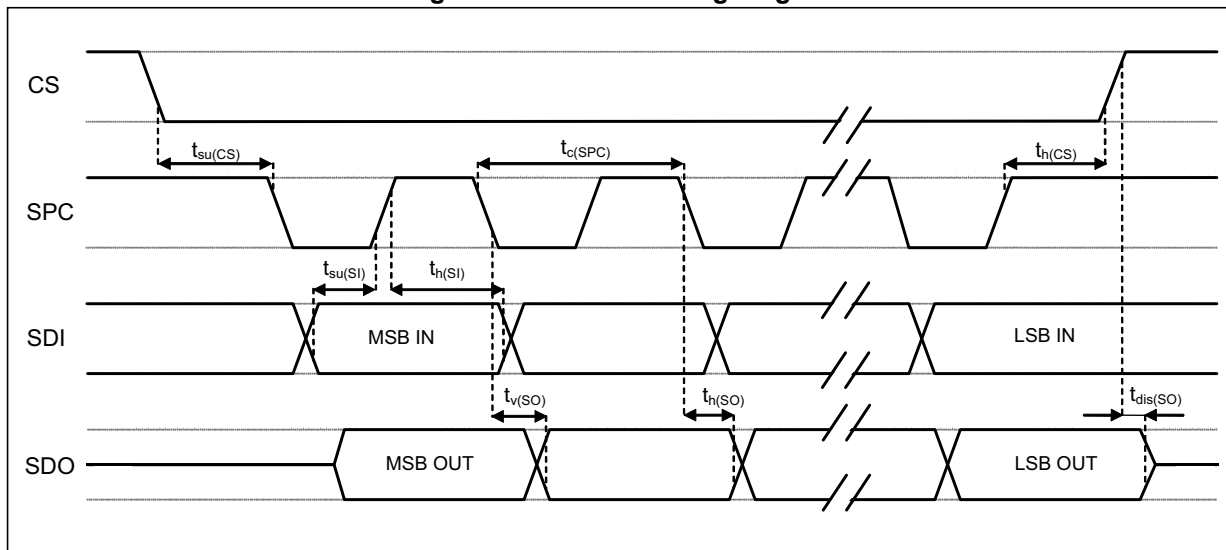 CS
t_su(CS)
t_c(SPC)
t_h(CS)
SPC
t_su(SI)
t_h(SI)
SDI
MSB IN
LSB IN
t_v(SO)
t_h(SO)
t_dis(SO)
SDO
MSB OUT
LSB OUT